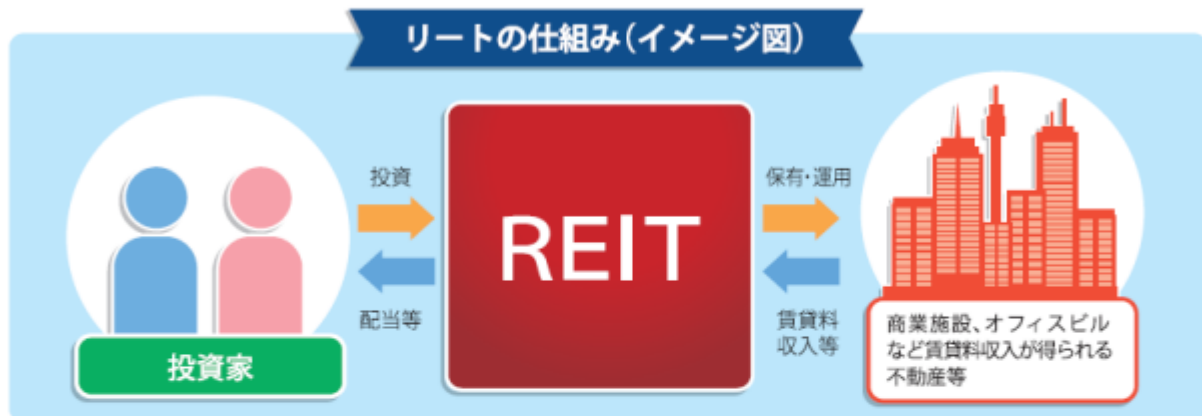 リートの仕組み(イメージ図)
投資
配当等
投資家
REIT
保有・運用
賃貸料
収入等
商業施設、オフィスビル
など賃貸料収入が得られる
不動産等